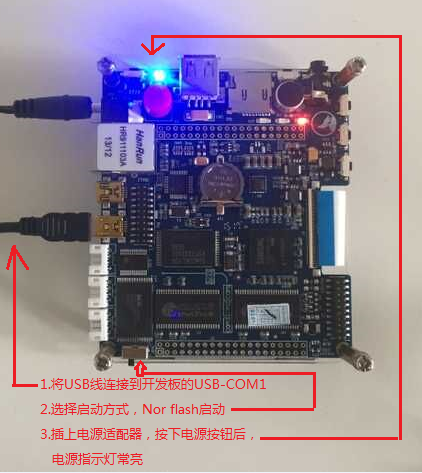 HanRun
HR911103A
13/12
1.将USB线连接到开发板的USB-COM1
2.选择启动方式，Nor flash启动
3.插上电源适配器，按下电源按钮后，
电源指示灯常亮